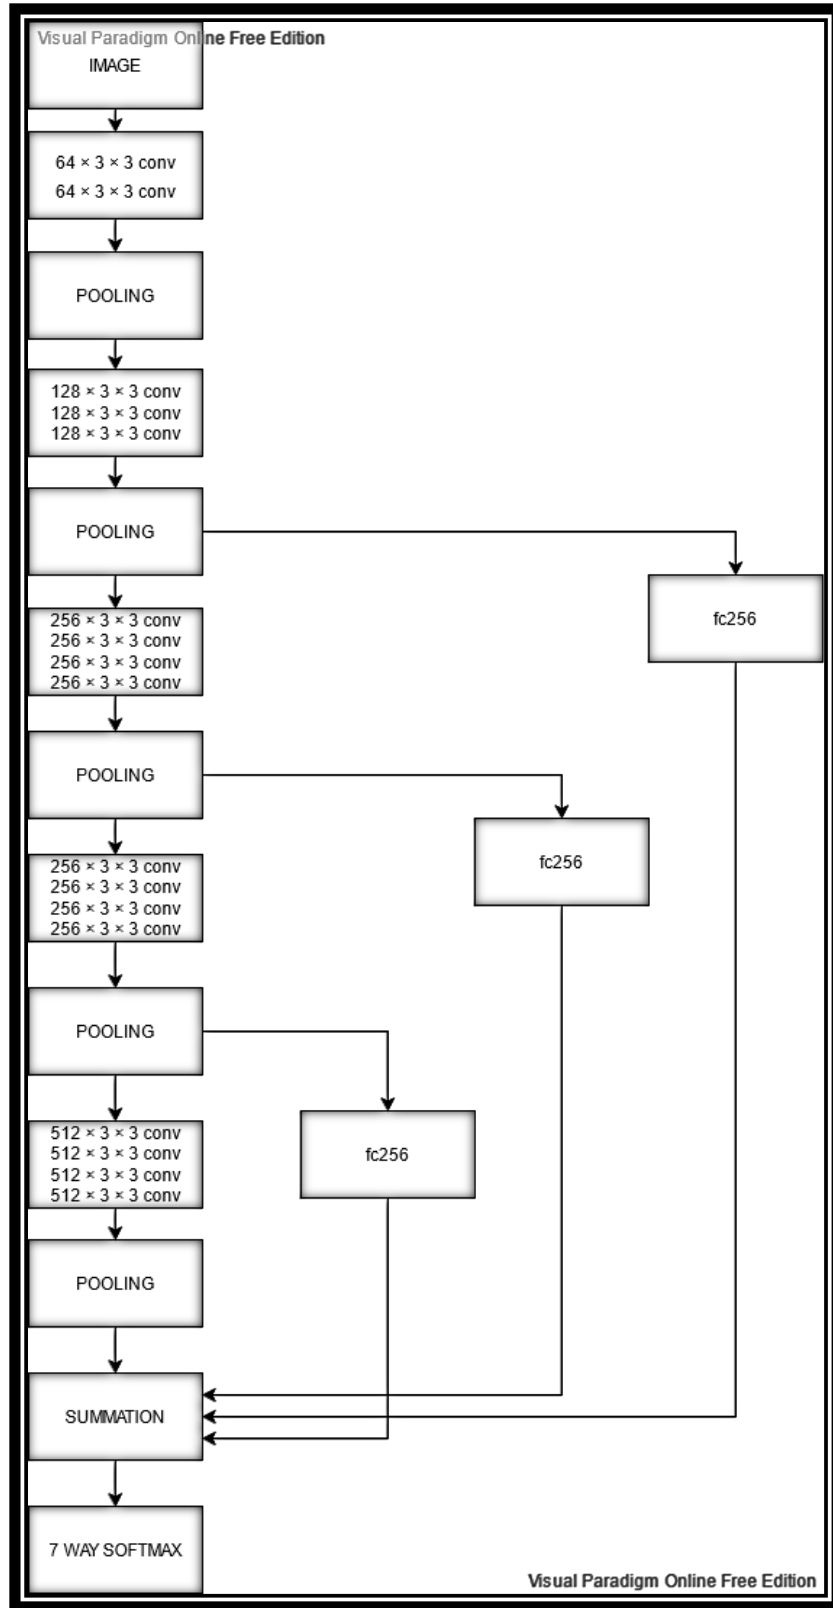 Visual Paradigm Online Free Edition
IMAGE
64 × 3 × 3 conv
64 × 3 × 3 conv
POOLING
128 × 3 × 3 conv
128 × 3 × 3 conv
128 × 3 × 3 conv
POOLING
fc256
256 × 3 × 3 conv
256 × 3 × 3 conv
256 × 3 × 3 conv
256 × 3 × 3 conv
POOLING
fc256
256 × 3 × 3 conv
256 × 3 × 3 conv
256 × 3 × 3 conv
256 × 3 × 3 conv
POOLING
fc256
512 × 3 × 3 conv
512 × 3 × 3 conv
512 × 3 × 3 conv
512 × 3 × 3 conv
POOLING
SUMMATION
7 WAY SOFTMAX
Visual Paradigm Online Free Edition